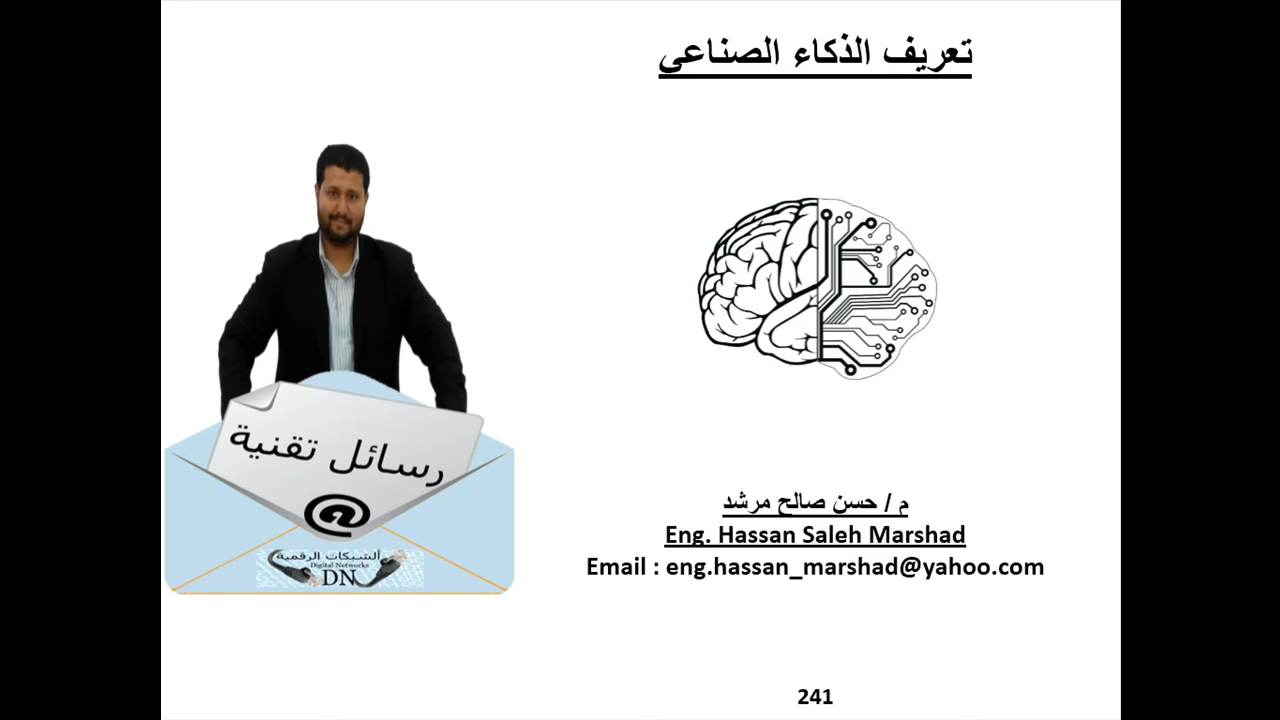 تعريف الذكاء الصناعي
رسائل تقنية
@
الشبكات الرقمية
Digital Networks
DN
م / حسن صالح مرشد
Eng. Hassan Saleh Marshad
Email : eng.hassan_marshad@yahoo.com
241